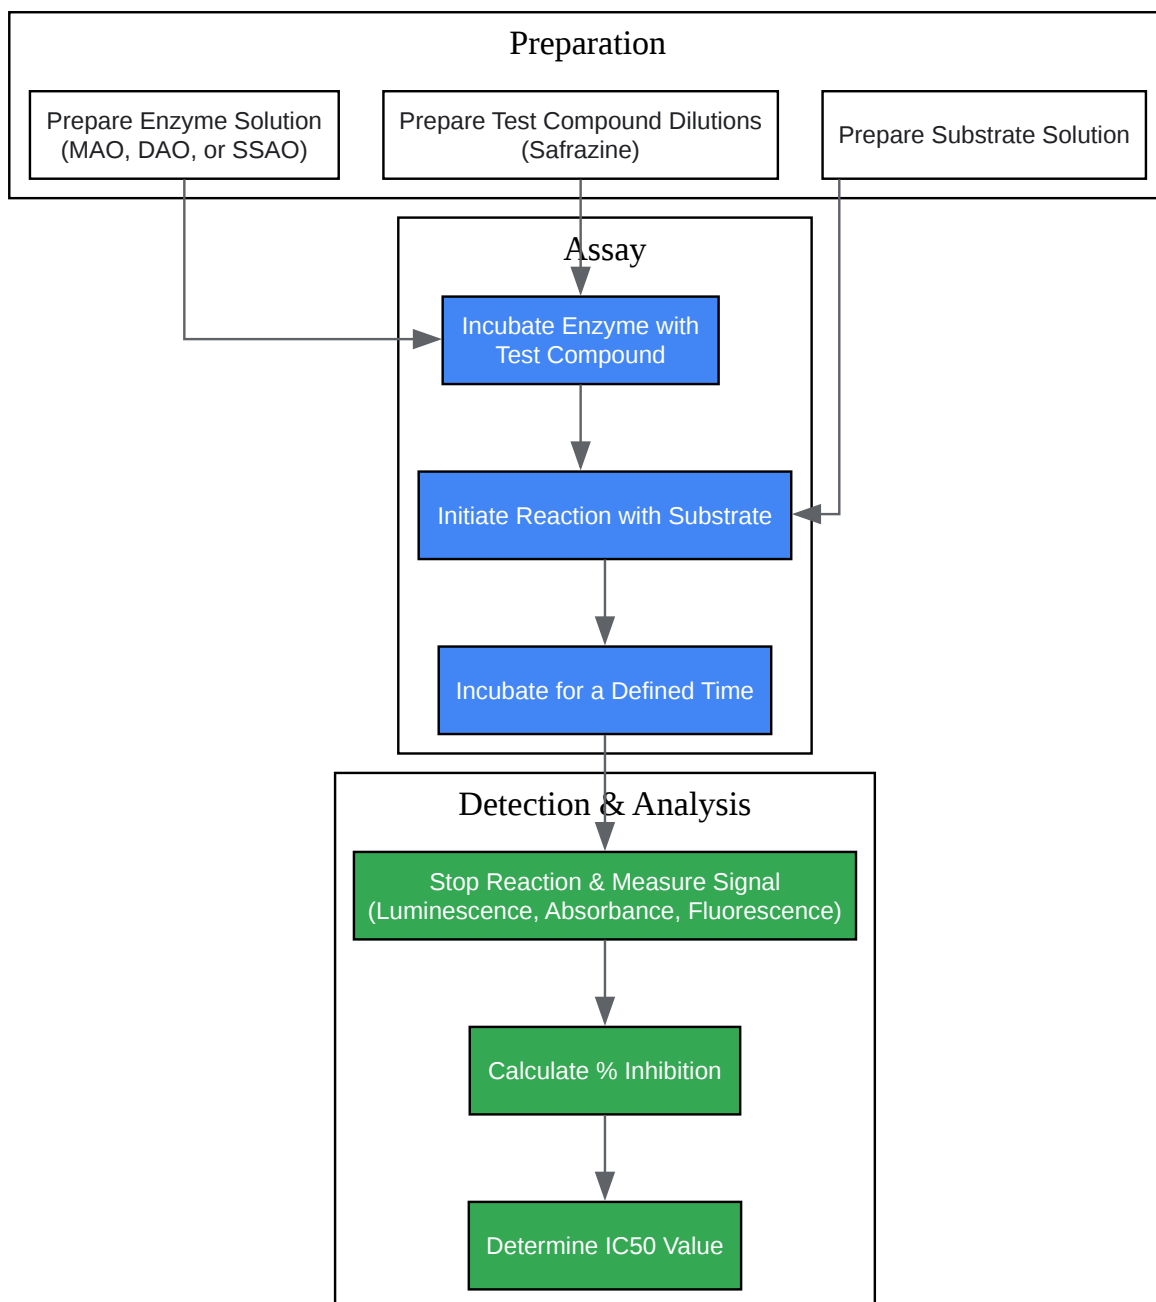 Preparation
Prepare Enzyme Solution
(MAO, DAO, or SSAO)
Prepare Test Compound Dilutions
(Safrazine)
Prepare Substrate Solution
Assay
Incubate Enzyme with
Test Compound
Initiate Reaction with Substrate
Incubate for a Defined Time
Detection & Analysis
Stop Reaction & Measure Signal
(Luminescence, Absorbance, Fluorescence)
Calculate % Inhibition
Determine IC50 Value